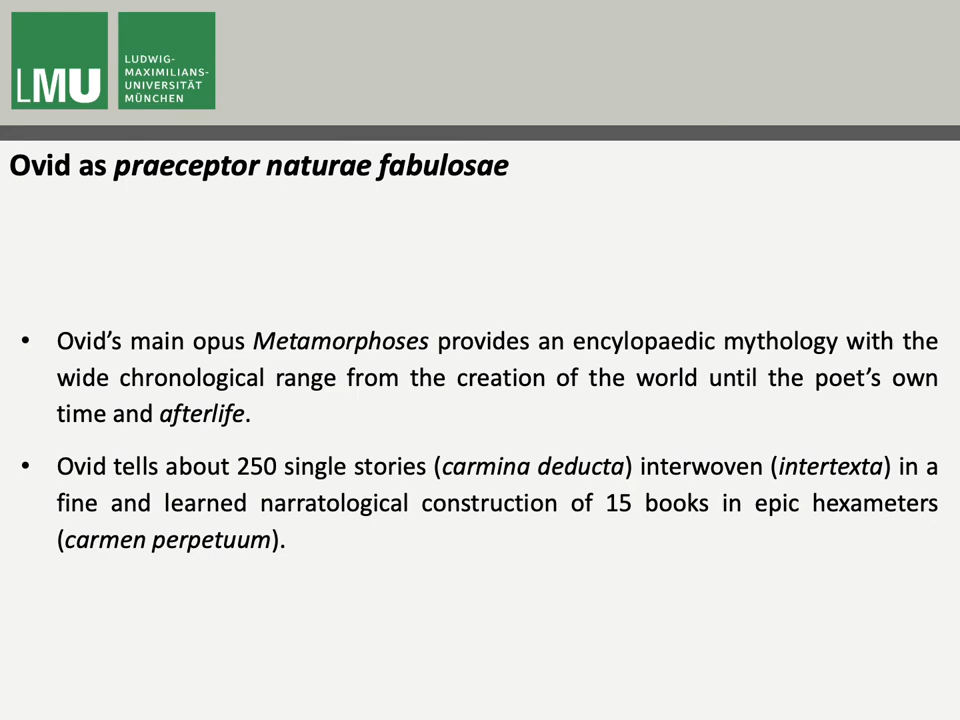 LMU
LUDWIG-
MAXIMILIANS-
UNIVERSITÄT
MÜNCHEN
Ovid as praeceptor naturae fabulosae
• Ovid's main opus Metamorphoses provides an encylopaedic mythology with the
wide chronological range from the creation of the world until the poet's own
time and afterlife.
• Ovid tells about 250 single stories (carmina deducta) interwoven (intertexta) in a
fine and learned narratological construction of 15 books in epic hexameters
(carmen perpetuum).